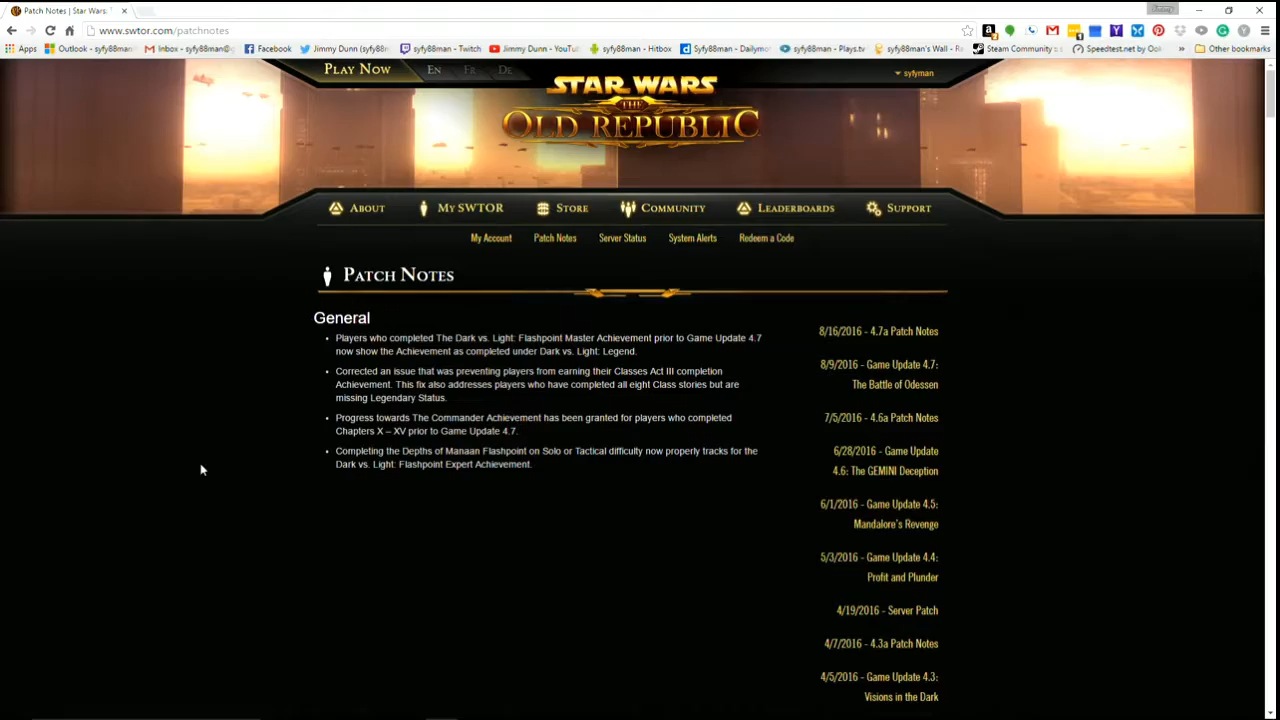 Patch Notes | Star Wars:
www.swtor.com/patchnotes
Apps Outlook - syfy88man Inbox - syfy88man@ Facebook Jimmy Dunn (syfy88 syfy88man - Twitch Jimmy Dunn - YouTu syfy88man - Hitbox Syfy88man - Dailymo syfy88man - Plays.tv syfy88man's Wall - R Steam Community : Speedtest.net by Ook » Other bookmarks
PLAY NOW EN FR DE syfyman
STAR WARS
THE
OLD REPUBLIC
ABOUT MY SWTOR STORE COMMUNITY LEADERBOARDS SUPPORT
My Account Patch Notes Server Status System Alerts Redeem a Code
PATCH NOTES
General
• Players who completed The Dark vs. Light: Flashpoint Master Achievement prior to Game Update 4.7
now show the Achievement as completed under Dark vs. Light: Legend.
• Corrected an issue that was preventing players from earning their Classes Act III completion
Achievement. This fix also addresses players who have completed all eight Class stories but are
missing Legendary Status.
• Progress towards The Commander Achievement has been granted for players who completed
Chapters X – XV prior to Game Update 4.7.
• Completing the Depths of Manaan Flashpoint on Solo or Tactical difficulty now properly tracks for the
Dark vs. Light: Flashpoint Expert Achievement.
8/16/2016 - 4.7a Patch Notes
8/9/2016 - Game Update 4.7:
The Battle of Odessen
7/5/2016 - 4.6a Patch Notes
6/28/2016 - Game Update
4.6: The GEMINI Deception
6/1/2016 - Game Update 4.5:
Mandalore's Revenge
5/3/2016 - Game Update 4.4:
Profit and Plunder
4/19/2016 - Server Patch
4/7/2016 - 4.3a Patch Notes
4/5/2016 - Game Update 4.3:
Visions in the Dark